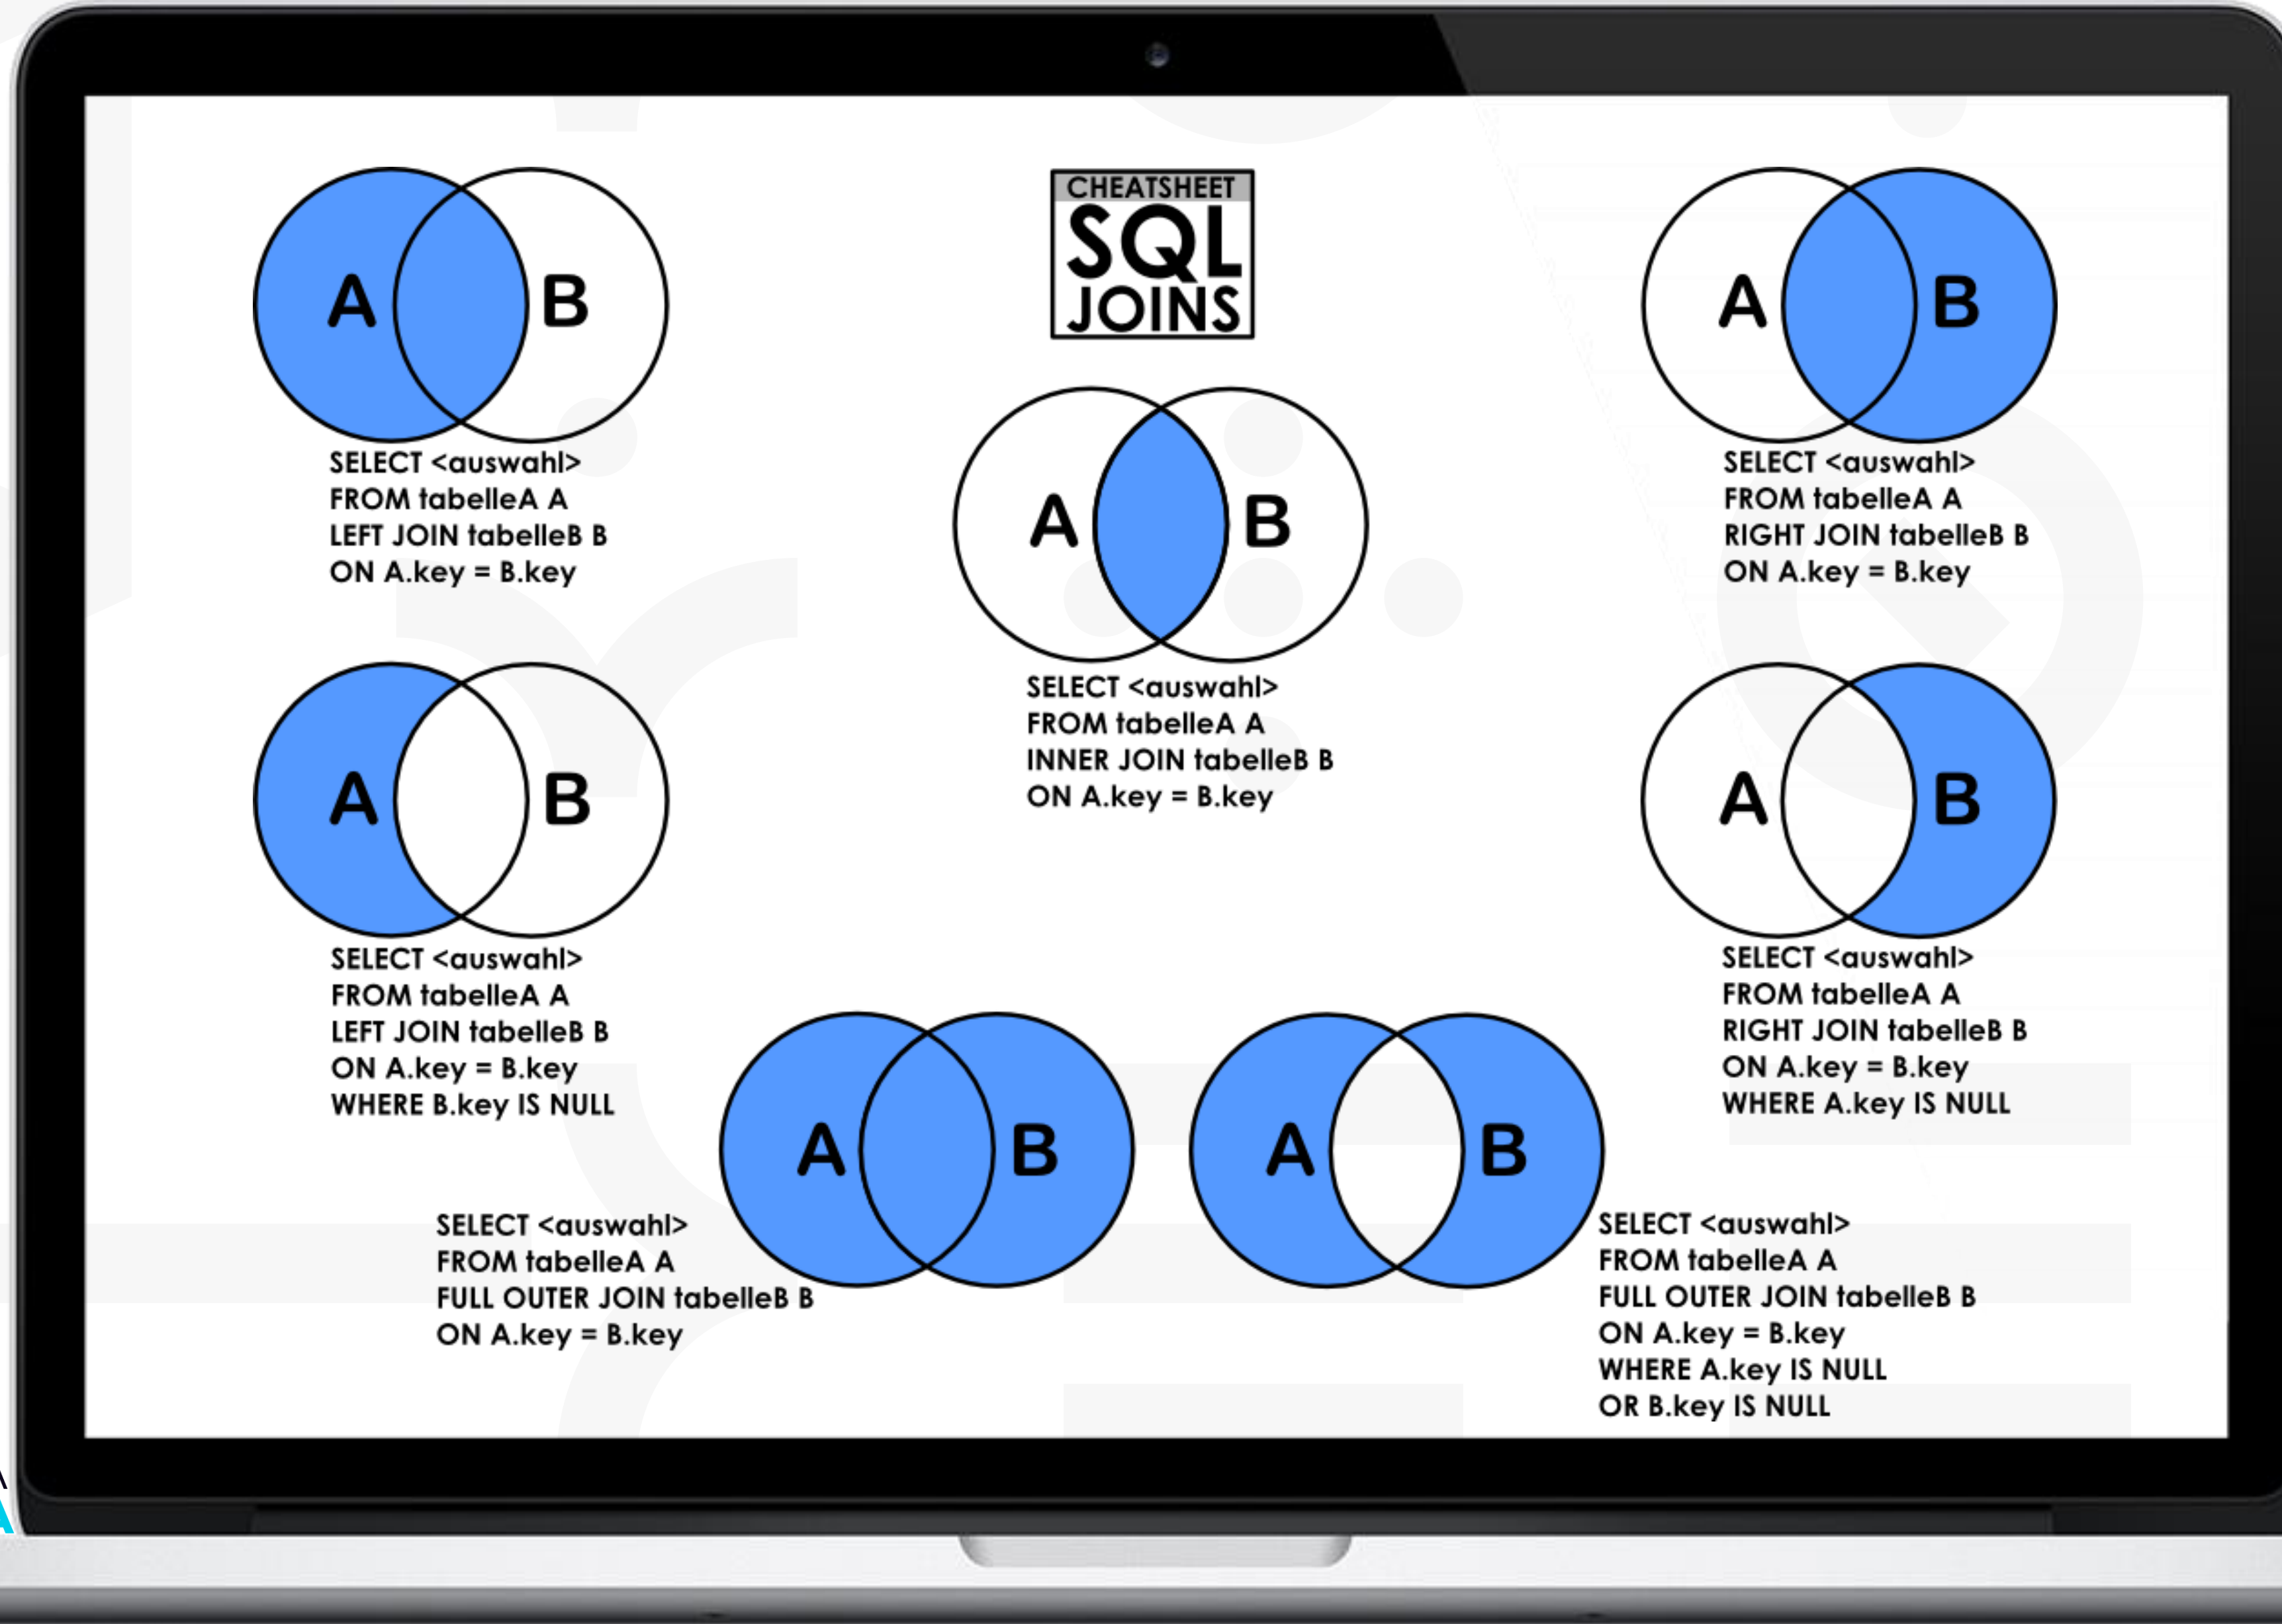 CHEATSHEET
SQL
JOINS
A B
SELECT <auswahl>
FROM tabelleA A
LEFT JOIN tabelleB B
ON A.key = B.key
A B
SELECT <auswahl>
FROM tabelleA A
INNER JOIN tabelleB B
ON A.key = B.key
A B
SELECT <auswahl>
FROM tabelleA A
RIGHT JOIN tabelleB B
ON A.key = B.key
A B
SELECT <auswahl>
FROM tabelleA A
LEFT JOIN tabelleB B
ON A.key = B.key
WHERE B.key IS NULL
A B
SELECT <auswahl>
FROM tabelleA A
RIGHT JOIN tabelleB B
ON A.key = B.key
WHERE A.key IS NULL
A B
SELECT <auswahl>
FROM tabelleA A
FULL OUTER JOIN tabelleB B
ON A.key = B.key
A B
SELECT <auswahl>
FROM tabelleA A
FULL OUTER JOIN tabelleB B
ON A.key = B.key
WHERE A.key IS NULL
OR B.key IS NULL